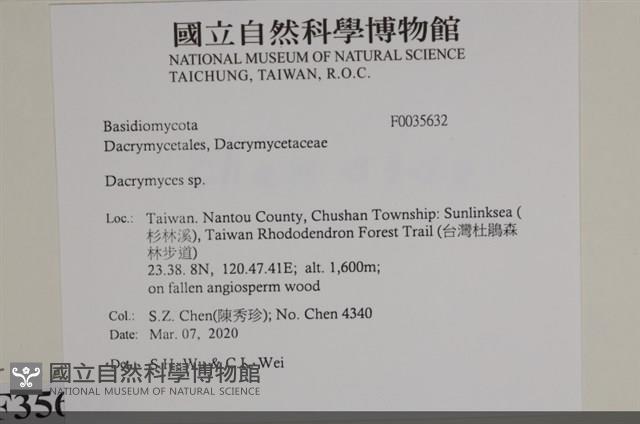 國立自然科學博物館
NATIONAL MUSEUM OF NATURAL SCIENCE
TAICHUNG, TAIWAN, R.O.C.
Basidiomycota F0035632
Dacrymycetales, Dacrymycetaceae
Dacrymyces sp.
Loc.: Taiwan. Nantou County, Chushan Township: Sunlinksea (
杉林溪), Taiwan Rhododendron Forest Trail (台灣杜鵑森
林步道)
23.38. 8N, 120.47.41E; alt. 1,600m;
on fallen angiosperm wood
Col.: S.Z. Chen(陳秀珍); No. Chen 4340
Date: Mar. 07, 2020
S.H. Wu & C.L. Wei
國立自然科學博物館
NATIONAL MUSEUM OF NATURAL SCIENCE
F356